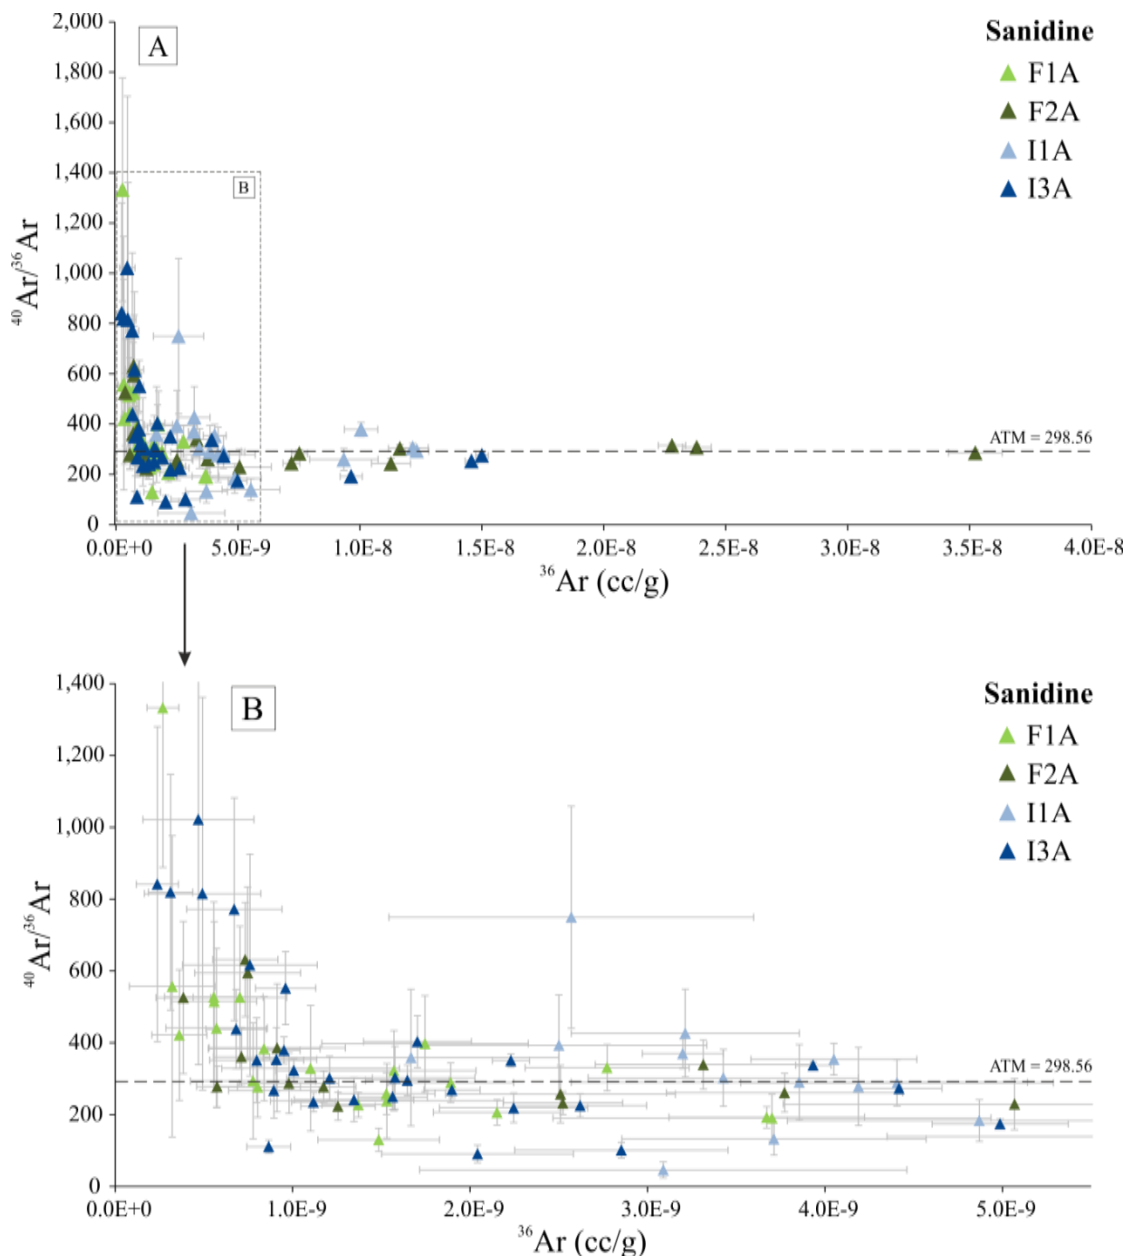 2,000
A
Sanidine
1,800
F1A
1,600
F2A
1,400
I1A
B
I3A
1,200
1,000
800
600
400
ATM = 298.56
200
0
⁴⁰Ar/³⁶Ar
0.0E+0 5.0E-9 1.0E-8 1.5E-8 2.0E-8 2.5E-8 3.0E-8 3.5E-8 4.0E-8
³⁶Ar (cc/g)
1,400
B
Sanidine
F1A
1,200
F2A
I1A
1,000
I3A
800
600
400
ATM = 298.56
200
0
⁴⁰Ar/³⁶Ar
0.0E+0 1.0E-9 2.0E-9 3.0E-9 4.0E-9 5.0E-9
³⁶Ar (cc/g)